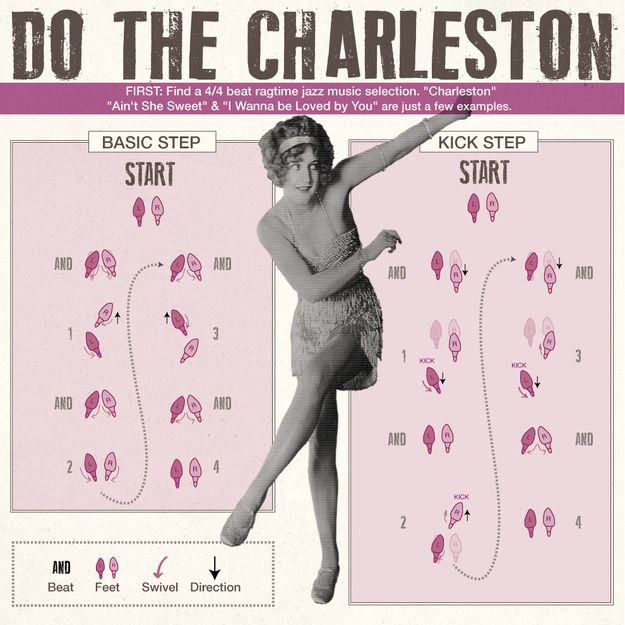 DO THE CHARLESTON
FIRST: Find a 4/4 beat ragtime jazz music selection. "Charleston"
"Ain't She Sweet" & "I Wanna be Loved by You" are just a few examples.
BASIC STEP
START
L R
AND L R
L R AND
1 L R
L R 3
AND L R
L R AND
2 L R
L R 4
KICK STEP
START
L R
AND L R
L R AND
1 L R
KICK
L
R 3
KICK
L
AND L R
L R AND
2
KICK
R
L R
L R 4
AND L R
Beat Feet Swivel Direction